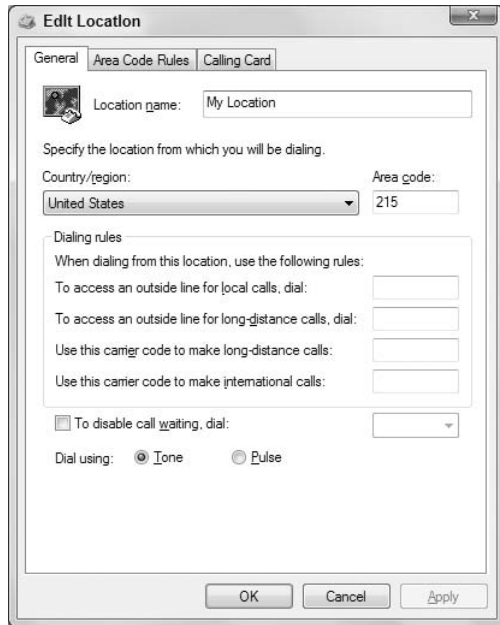 Edit Location
General Area Code Rules Calling Card
Location name: My Location
Specify the location from which you will be dialing.
Country/region: Area code:
United States 215
Dialing rules
When dialing from this location, use the following rules:
To access an outside line for local calls, dial:
To access an outside line for long-distance calls, dial:
Use this carrier code to make long-distance calls:
Use this carrier code to make international calls:
To disable call waiting, dial:
Dial using: Tone Pulse
OK Cancel Apply